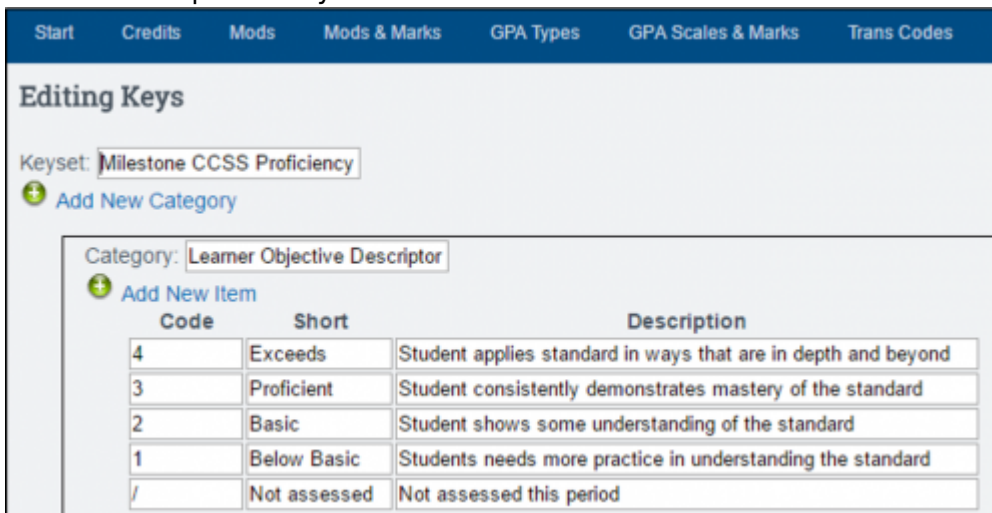 Start Credits Mods Mods & Marks GPA Types GPA Scales & Marks Trans Codes
Editing Keys
Keyset: Milestone CCSS Proficiency
Add New Category
Category: Learner Objective Descriptor
Add New Item
Code Short Description
4 Exceeds Student applies standard in ways that are in depth and beyond
3 Proficient Student consistently demonstrates mastery of the standard
2 Basic Student shows some understanding of the standard
1 Below Basic Students needs more practice in understanding the standard
/ Not assessed Not assessed this period